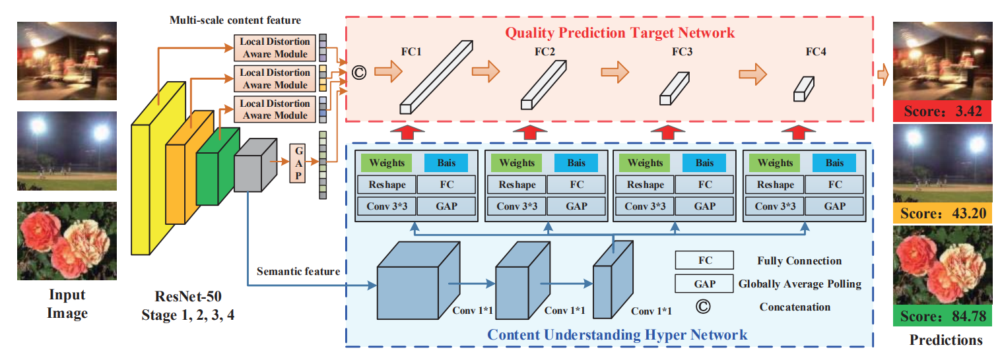 Multi-scale content feature
Local Distortion
Aware Module
Local Distortion
Aware Module
Local Distortion
Aware Module
G
A
P
Input
Image
ResNet-50
Stage 1, 2, 3, 4
Semantic feature
Quality Prediction Target Network
FC1
FC2
FC3
FC4
©
Weights
Bais
Reshape
FC
Conv 3*3
GAP
Weights
Bais
Reshape
FC
Conv 3*3
GAP
Weights
Bais
Reshape
FC
Conv 3*3
GAP
Weights
Bais
Reshape
FC
Conv 3*3
GAP
Conv 1*1
Conv 1*1
Conv 1*1
FC Fully Connection
GAP Globally Average Polling
© Concatenation
Content Understanding Hyper Network
Score: 3.42
Score: 43.20
Score: 84.78
Predictions